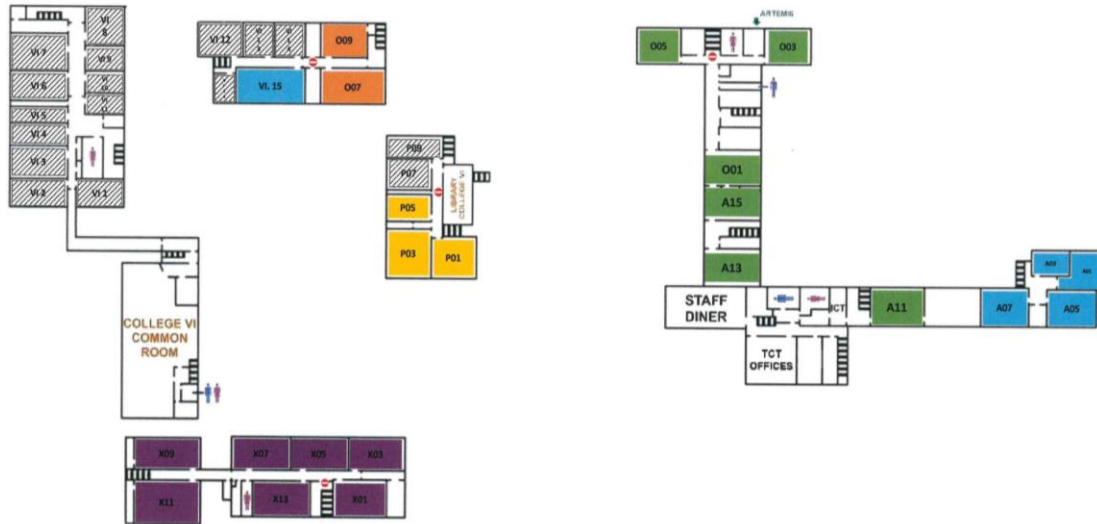 VI
8
VI 7
VI 9
VI 6
VI 5
VI 4
VI 3
VI 2
VI 1
VI 12
O09
VI. 15
O07
P09
P07
P05
P03
P01
LIBRARY
COLLEGE VI
COLLEGE VI
COMMON
ROOM
X09
X07
X05
X03
X11
X13
X01
ARTEMIS
O05
O03
O01
A15
A13
STAFF
DINER
ICT
A11
A07
A05
TCT
OFFICES